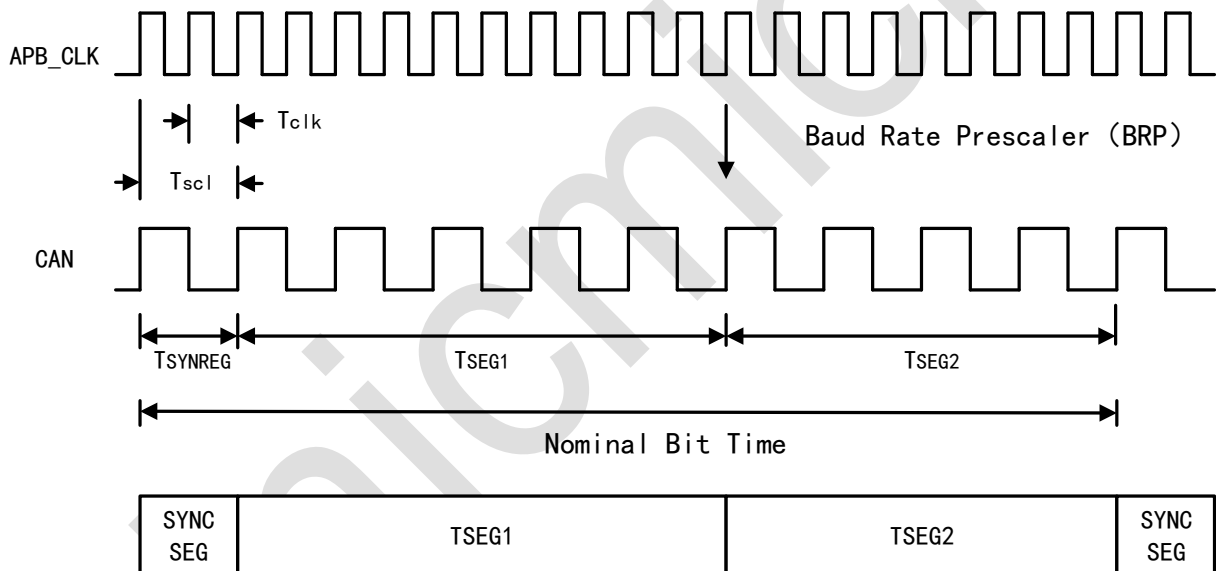 APB_CLK
Tclk
Baud Rate Prescaler（BRP）
Tscl
CAN
TSYNREG
TSEG1
TSEG2
Nominal Bit Time
SYNC
SEG
TSEG1
TSEG2
SYNC
SEG